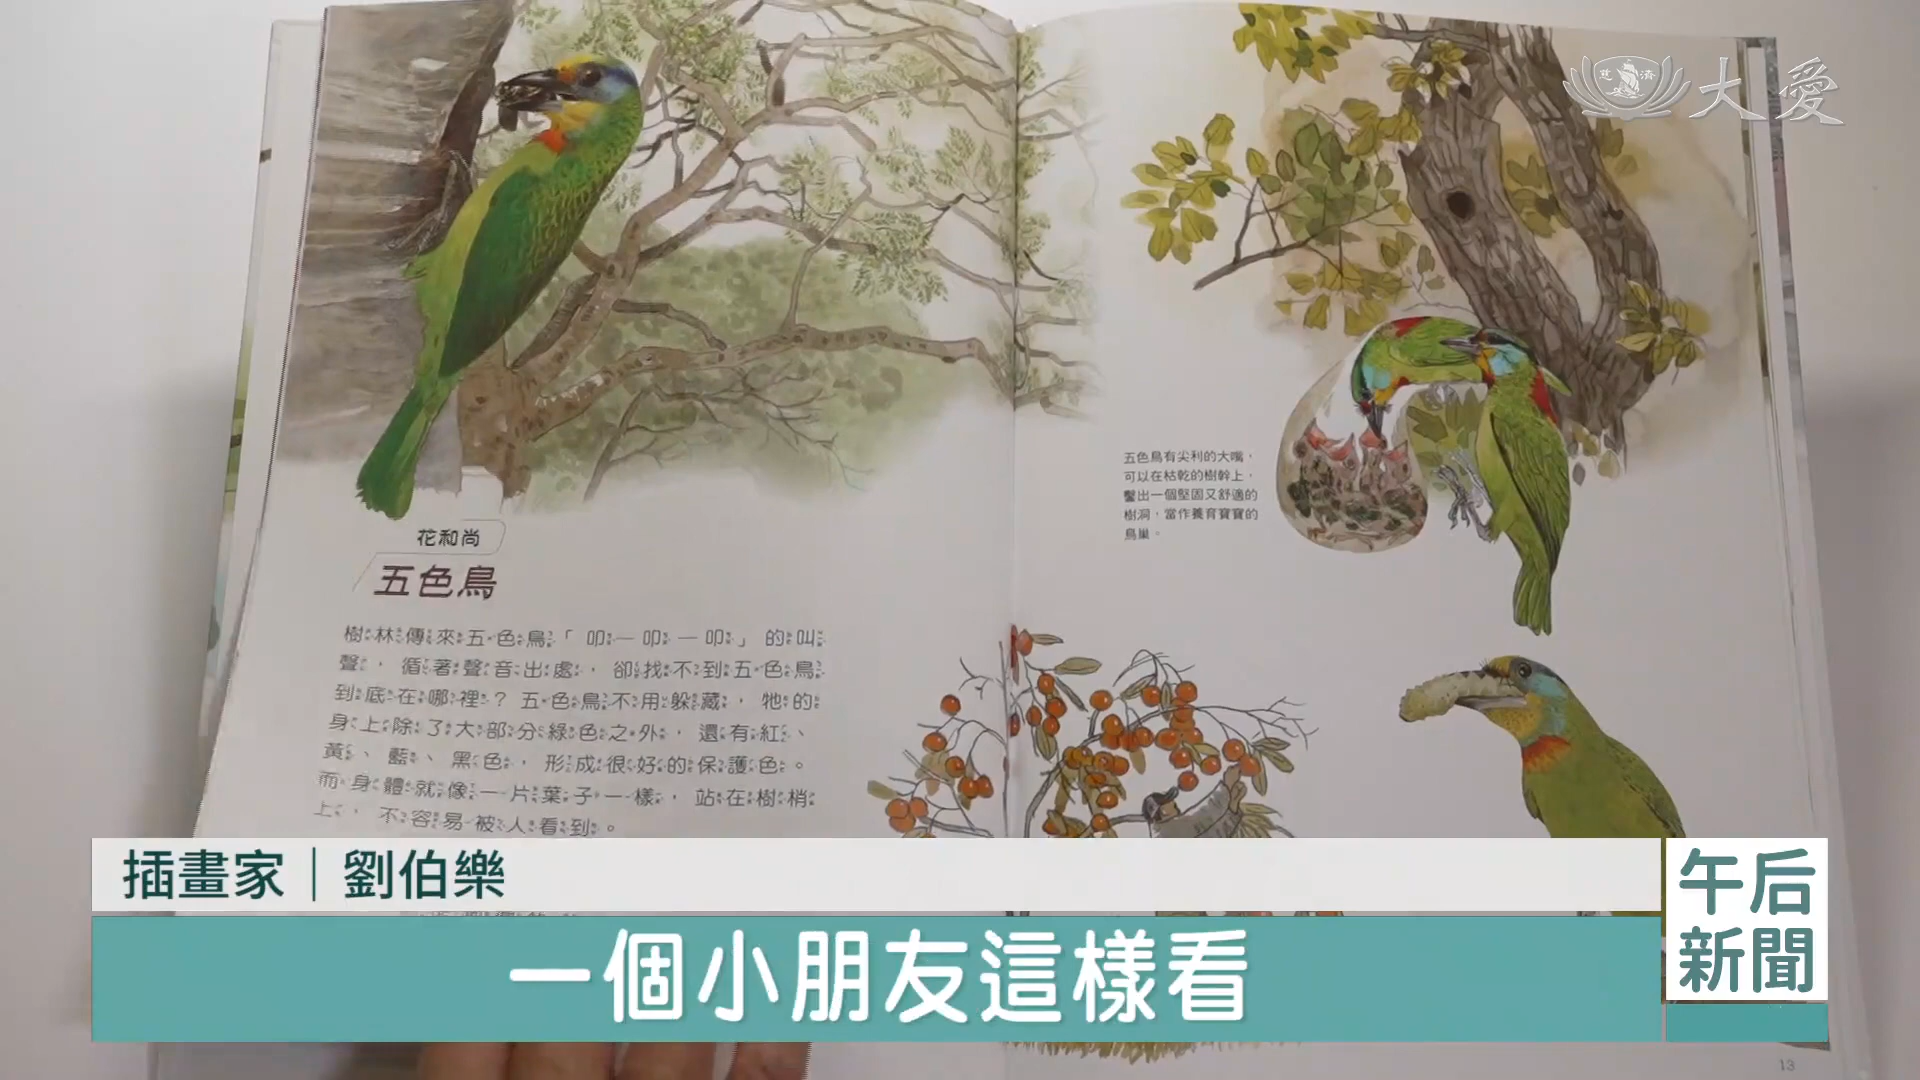 慈濟
大愛
五色鳥有尖利的大嘴，
可以在枯乾的樹幹上，
鑿出一個堅固又舒適的
樹洞，當作養育寶寶的
鳥巢。
花和尚
五色鳥
樹林傳來五色鳥「叩—叩—叩」的叫
聲，循著聲音出處，卻找不到五色鳥
到底在哪裡？五色鳥不用躲藏，牠的
身上除了大部分綠色之外，還有紅、
黃、藍、黑色，形成很好的保護色。
而身體就像一片葉子一樣，站在樹梢
上，不容易被人看到。
插畫家｜劉伯樂
一個小朋友這樣看
午后
新聞
13